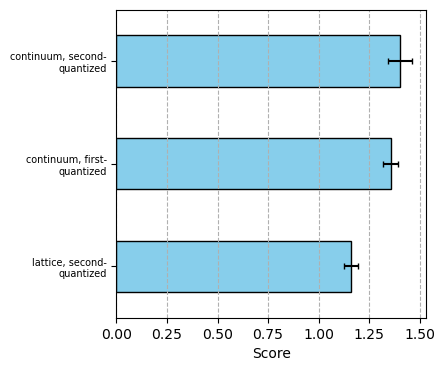 continuum, second-
quantized
continuum, first-
quantized
lattice, second-
quantized
0.00 0.25 0.50 0.75 1.00 1.25 1.50
Score